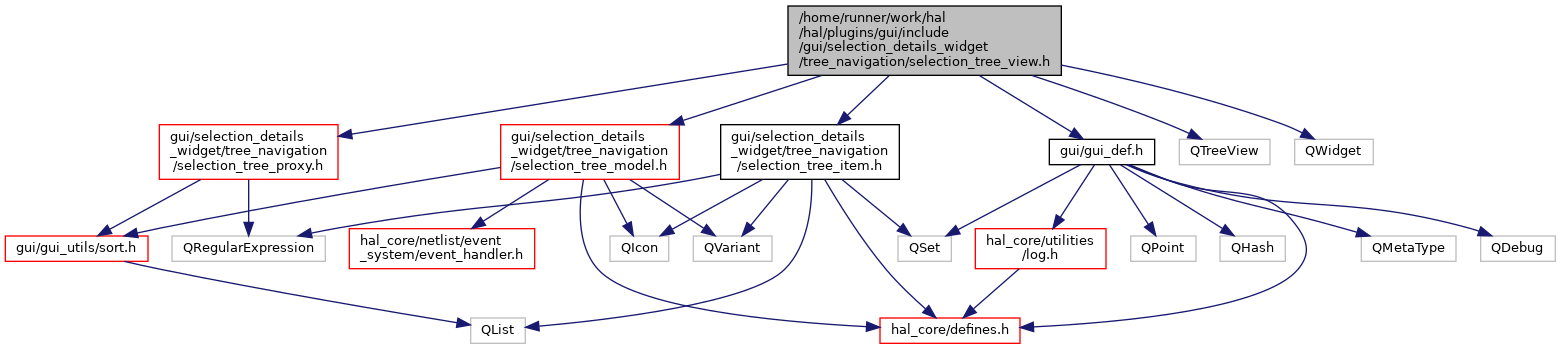 /home/runner/work/hal
/hal/plugins/gui/include
/gui/selection_details_widget
/tree_navigation/selection_tree_view.h
gui/selection_details
_widget/tree_navigation
/selection_tree_proxy.h
gui/selection_details
_widget/tree_navigation
/selection_tree_model.h
gui/selection_details
_widget/tree_navigation
/selection_tree_item.h
gui/gui_def.h
QTreeView
QWidget
gui/gui_utils/sort.h
QRegularExpression
hal_core/netlist/event
_system/event_handler.h
QIcon
QVariant
QSet
hal_core/utilities
/log.h
QPoint
QHash
QMetaType
QDebug
QList
hal_core/defines.h